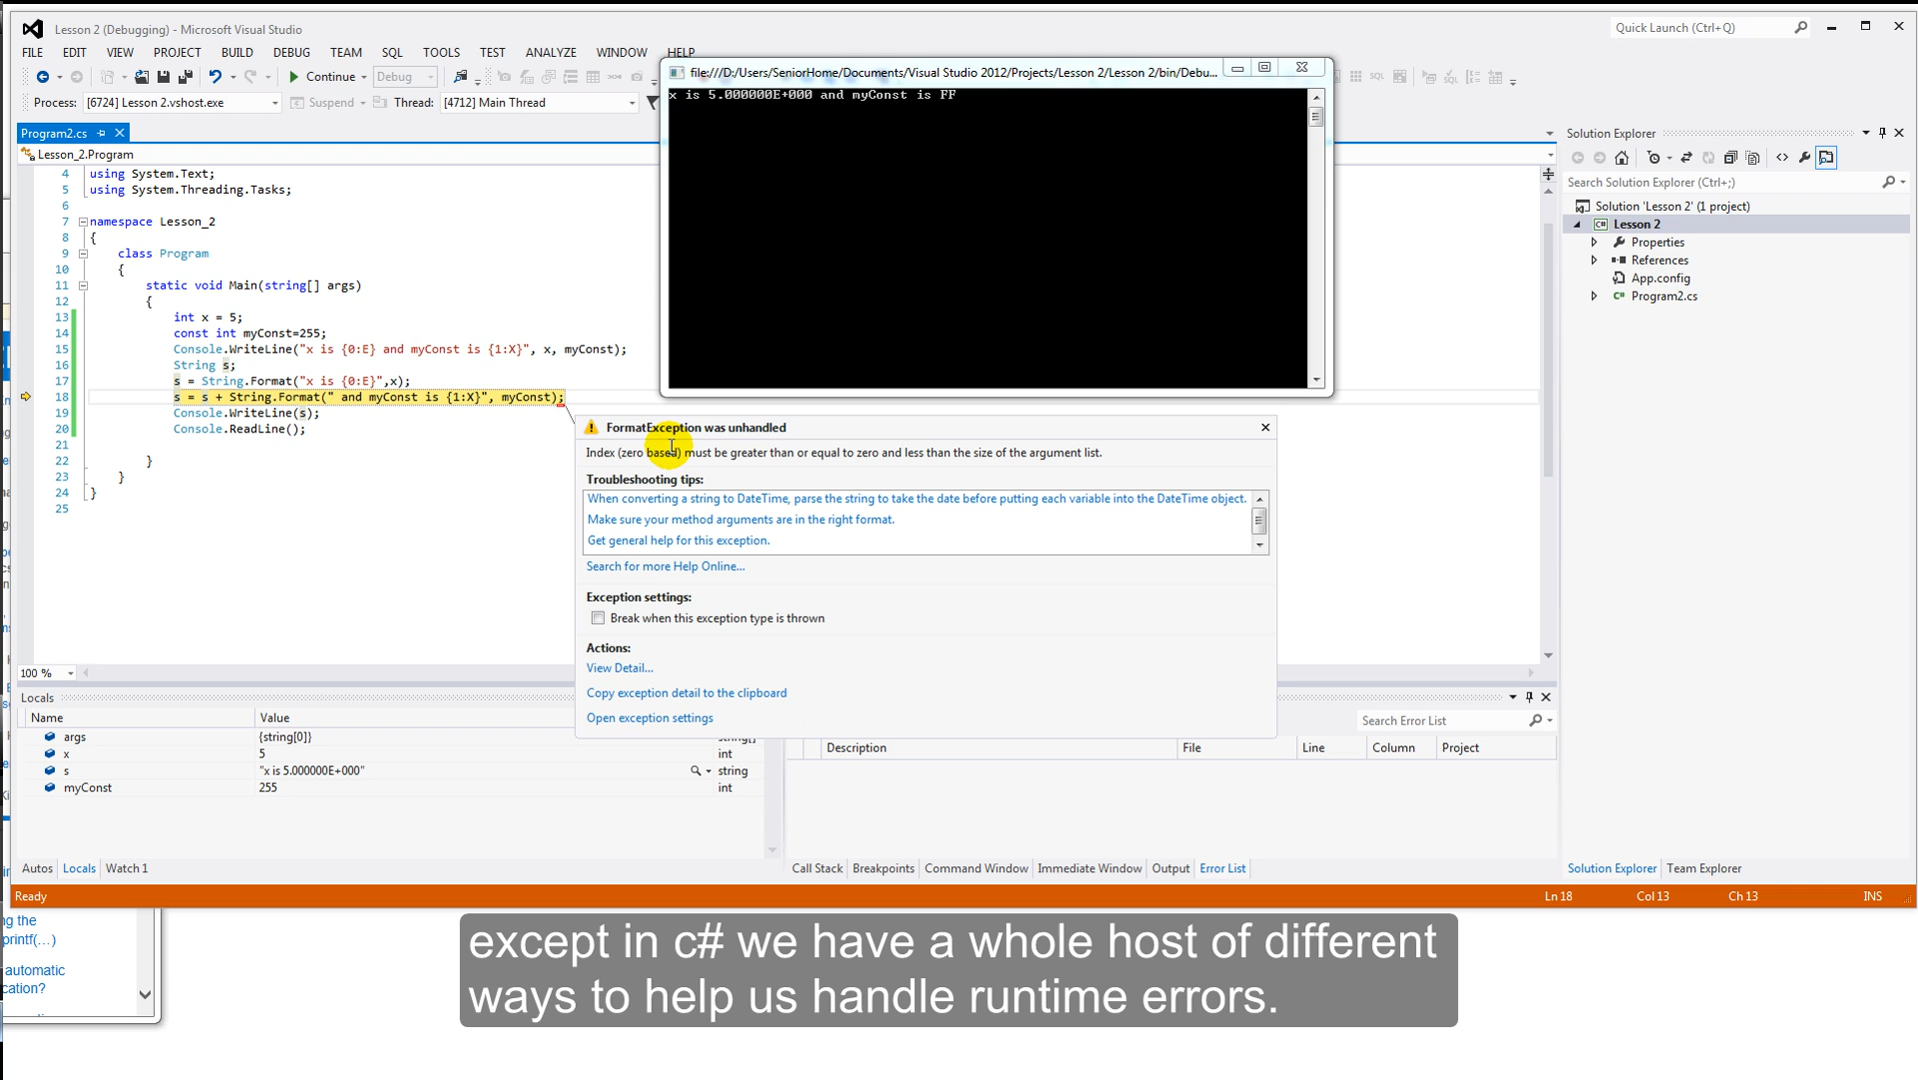 Lesson 2 (Debugging) - Microsoft Visual Studio
Quick Launch (Ctrl+Q)
FILE EDIT VIEW PROJECT BUILD DEBUG TEAM SQL TOOLS TEST ANALYZE WINDOW HELP
Continue Debug
Process: [6724] Lesson 2.vshost.exe Suspend Thread: [4712] Main Thread
file:///D:/Users/SeniorHome/Documents/Visual Studio 2012/Projects/Lesson 2/Lesson 2/bin/Debu...
x is 5.000000E+000 and myConst is FF
Program2.cs
Lesson_2.Program
4 using System.Text;
5 using System.Threading.Tasks;
6
7 namespace Lesson_2
8 {
9 class Program
10 {
11 static void Main(string[] args)
12 {
13 int x = 5;
14 const int myConst=255;
15 Console.WriteLine("x is {0:E} and myConst is {1:X}", x, myConst);
16 String s;
17 s = String.Format("x is {0:E}",x);
18 s = s + String.Format(" and myConst is {1:X}", myConst);
19 Console.WriteLine(s);
20 Console.ReadLine();
21
22 }
23 }
24 }
25
FormatException was unhandled
Index (zero based) must be greater than or equal to zero and less than the size of the argument list.
Troubleshooting tips:
When converting a string to DateTime, parse the string to take the date before putting each variable into the DateTime object.
Make sure your method arguments are in the right format.
Get general help for this exception.
Search for more Help Online...
Exception settings:
Break when this exception type is thrown
Actions:
View Detail...
Copy exception detail to the clipboard
Open exception settings
Solution Explorer
Search Solution Explorer (Ctrl+;)
Solution 'Lesson 2' (1 project)
Lesson 2
Properties
References
App.config
Program2.cs
100 %
Locals
Name Value
args {string[0]}
x 5 int
s "x is 5.000000E+000" string
myConst 255 int
Search Error List
Description File Line Column Project
Autos Locals Watch 1
Call Stack Breakpoints Command Window Immediate Window Output Error List
Solution Explorer Team Explorer
Ready Ln 18 Col 13 Ch 13 INS
ng the
printf(…)
automatic
cation?
except in c# we have a whole host of different
ways to help us handle runtime errors.